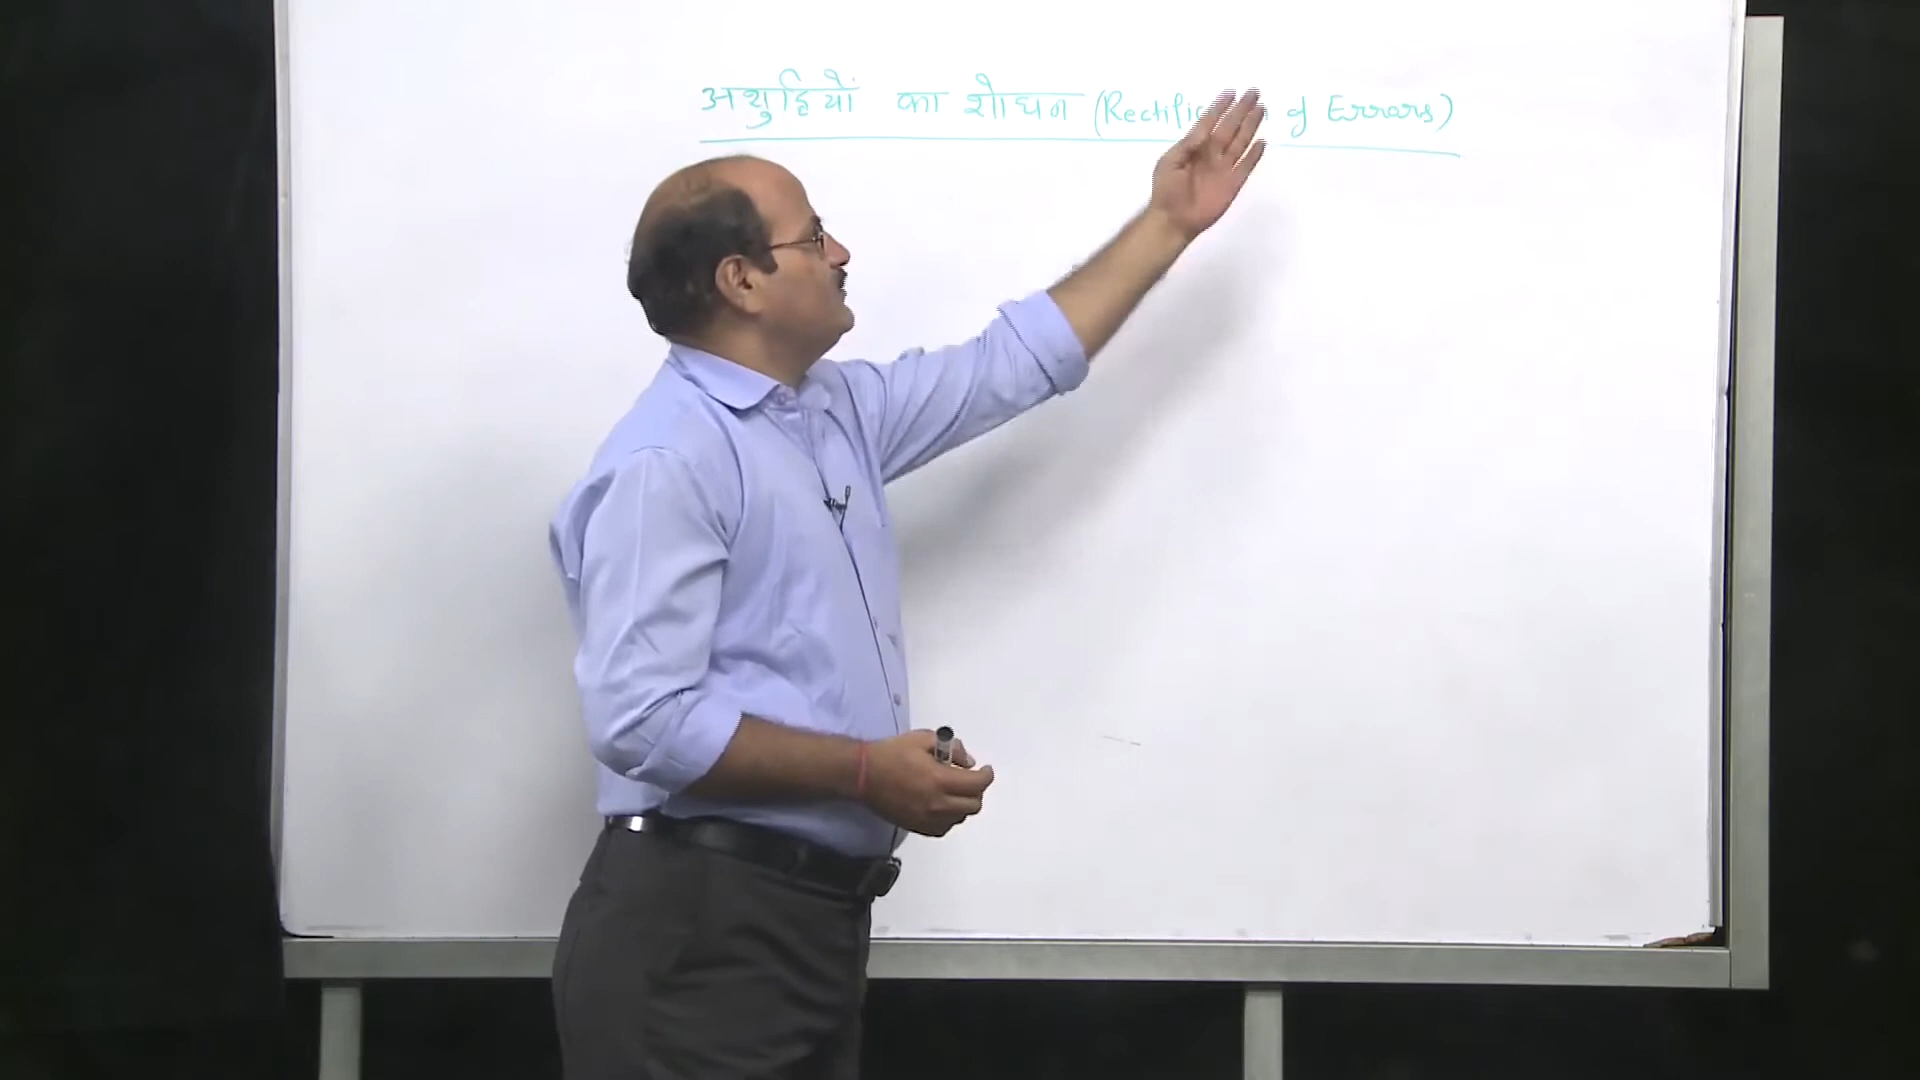 अशुद्धियों का शोधन (Rectific of Errors)